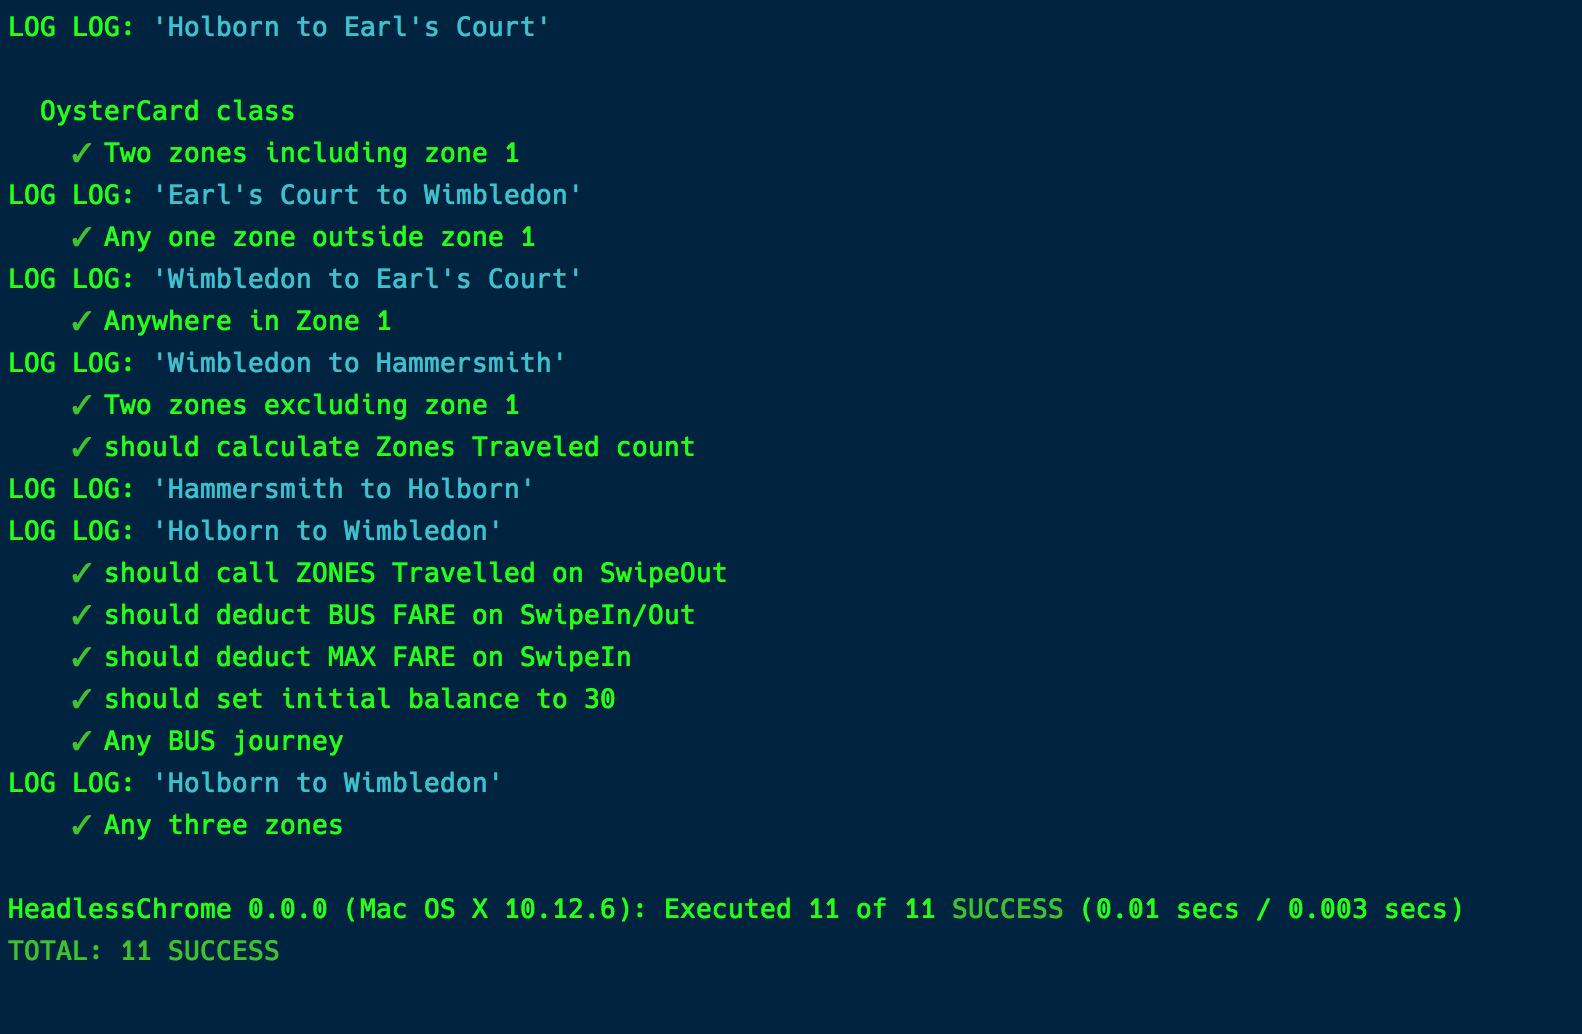 LOG LOG: 'Holborn to Earl's Court'
OysterCard class
✓ Two zones including zone 1
LOG LOG: 'Earl's Court to Wimbledon'
✓ Any one zone outside zone 1
LOG LOG: 'Wimbledon to Earl's Court'
✓ Anywhere in Zone 1
LOG LOG: 'Wimbledon to Hammersmith'
✓ Two zones excluding zone 1
✓ should calculate Zones Traveled count
LOG LOG: 'Hammersmith to Holborn'
LOG LOG: 'Holborn to Wimbledon'
✓ should call ZONES Travelled on SwipeOut
✓ should deduct BUS FARE on SwipeIn/Out
✓ should deduct MAX FARE on SwipeIn
✓ should set initial balance to 30
✓ Any BUS journey
LOG LOG: 'Holborn to Wimbledon'
✓ Any three zones
HeadlessChrome 0.0.0 (Mac OS X 10.12.6): Executed 11 of 11 SUCCESS (0.01 secs / 0.003 secs)
TOTAL: 11 SUCCESS